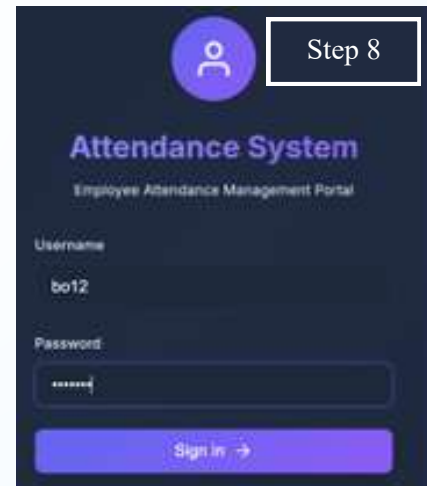 Step 8
Attendance System
Employee Attendance Management Portal
Username
bo12
Password
•••••••
Sign in →